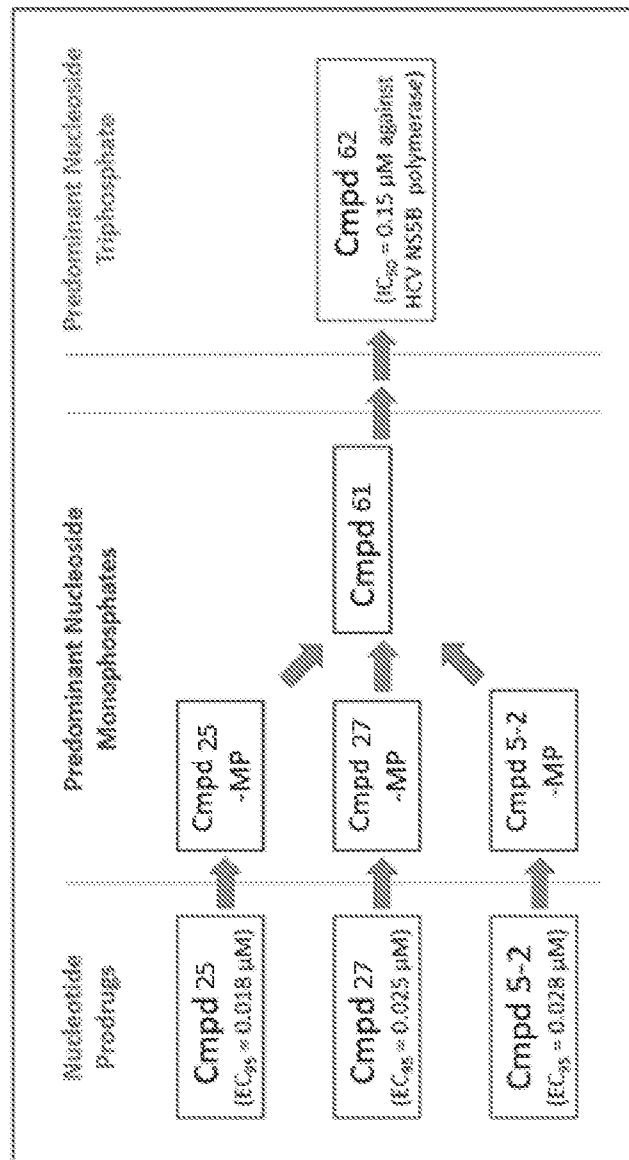 Nucleotide
Prodrugs
Predominant Nucleoside
Monophosphates
Predominant Nucleoside
Triphosphate
Cmpd 25
(EC₉₅ = 0.018 µM)
Cmpd 25
-MP
Cmpd 27
(EC₉₅ = 0.025 µM)
Cmpd 27
-MP
Cmpd 61
Cmpd 62
(IC₅₀ = 0.15 µM against
HCV NS5B polymerase)
Cmpd 5-2
(EC₉₅ = 0.028 µM)
Cmpd 5-2
-MP